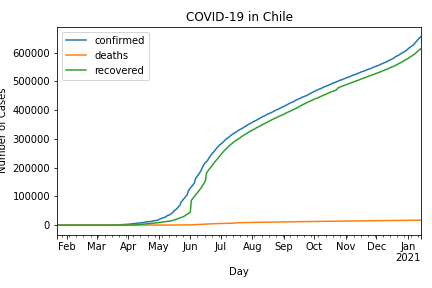 COVID-19 in Chile
confirmed
deaths
recovered
600000
500000
400000
300000
200000
100000
0
Number of Cases
Feb Mar Apr May Jun Jul Aug Sep Oct Nov Dec Jan
2021
Day